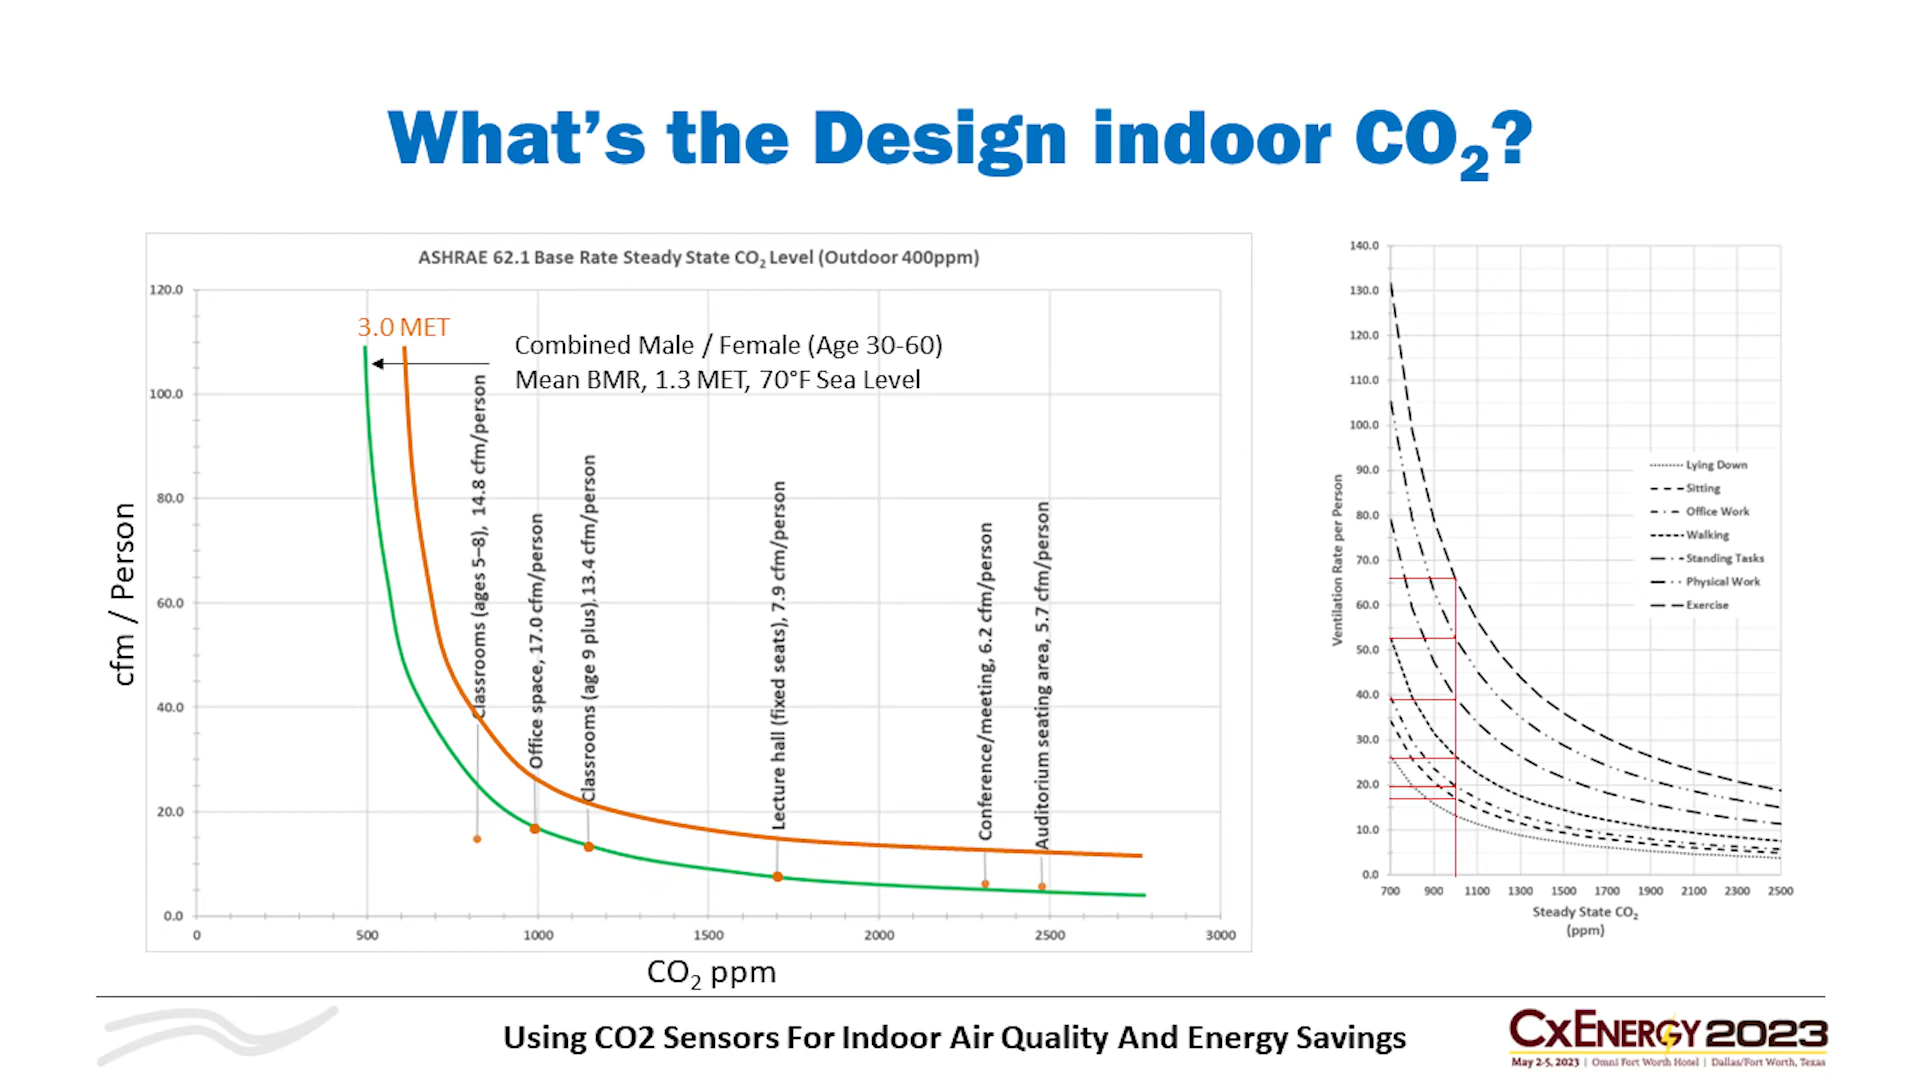 What's the Design indoor CO₂?
ASHRAE 62.1 Base Rate Steady State CO₂ Level (Outdoor 400ppm)
120.0
100.0
80.0
60.0
40.0
20.0
0.0
cfm / Person
3.0 MET
Combined Male / Female (Age 30-60)
Mean BMR, 1.3 MET, 70°F Sea Level
Classrooms (ages 5–8), 14.8 cfm/person
Office space, 17.0 cfm/person
Classrooms (age 9 plus), 13.4 cfm/person
Lecture hall (fixed seats), 7.9 cfm/person
Conference/meeting, 6.2 cfm/person
Auditorium seating area, 5.7 cfm/person
0 500 1000 1500 2000 2500 3000
CO₂ ppm
140.0
130.0
120.0
110.0
100.0
90.0
80.0
70.0
60.0
50.0
40.0
30.0
20.0
10.0
0.0
Ventilation Rate per Person
Lying Down
Sitting
Office Work
Walking
Standing Tasks
Physical Work
Exercise
700 900 1100 1300 1500 1700 1900 2100 2300 2500
Steady State CO₂
(ppm)
Using CO2 Sensors For Indoor Air Quality And Energy Savings
CxEnergy 2023
May 2-5, 2023 | Omni Fort Worth Hotel | Dallas/Fort Worth, Texas